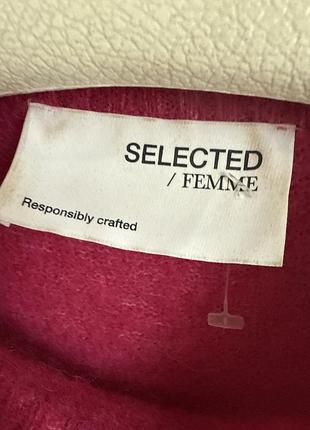 SELECTED
/ FEMME
Responsibly crafted